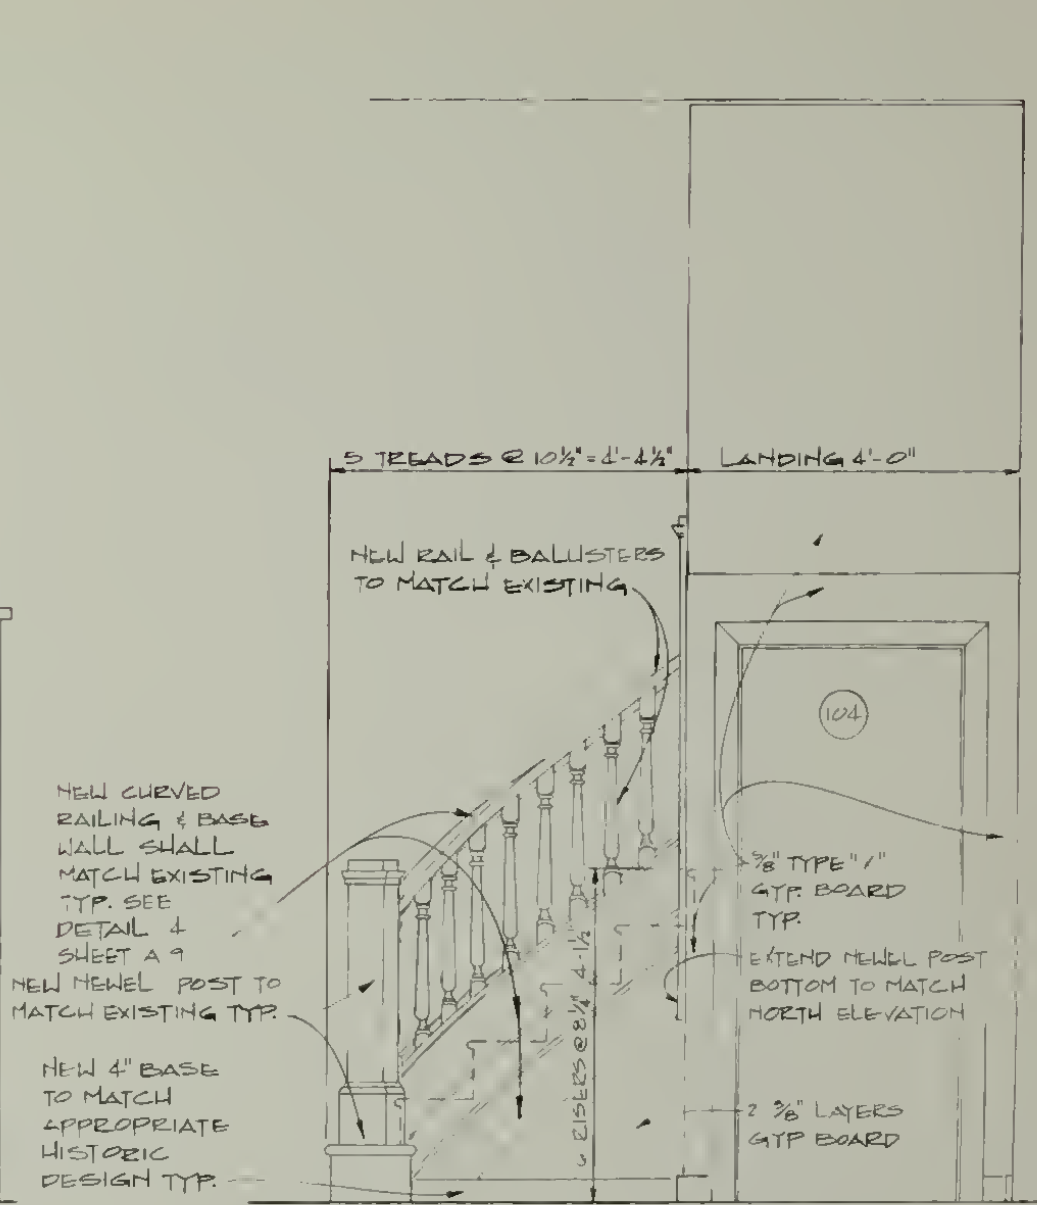 5 TREADS @ 10½" = 4'-4½"
LANDING 4'-0"
NEW RAIL & BALUSTERS
TO MATCH EXISTING
104
NEW CURVED
RAILING & BASE
WALL SHALL
MATCH EXISTING
TYP. SEE
DETAIL 4
SHEET A 9
NEW NEWEL POST TO
MATCH EXISTING TYP.
NEW 4" BASE
TO MATCH
APPROPRIATE
HISTORIC
DESIGN TYP.
RISERS @ 8¼" 4'-1½
⅝" TYPE
GYP. BOARD
TYP.
EXTEND NEWEL POST
BOTTOM TO MATCH
NORTH ELEVATION
2 ⅝" LAYERS
GYP BOARD